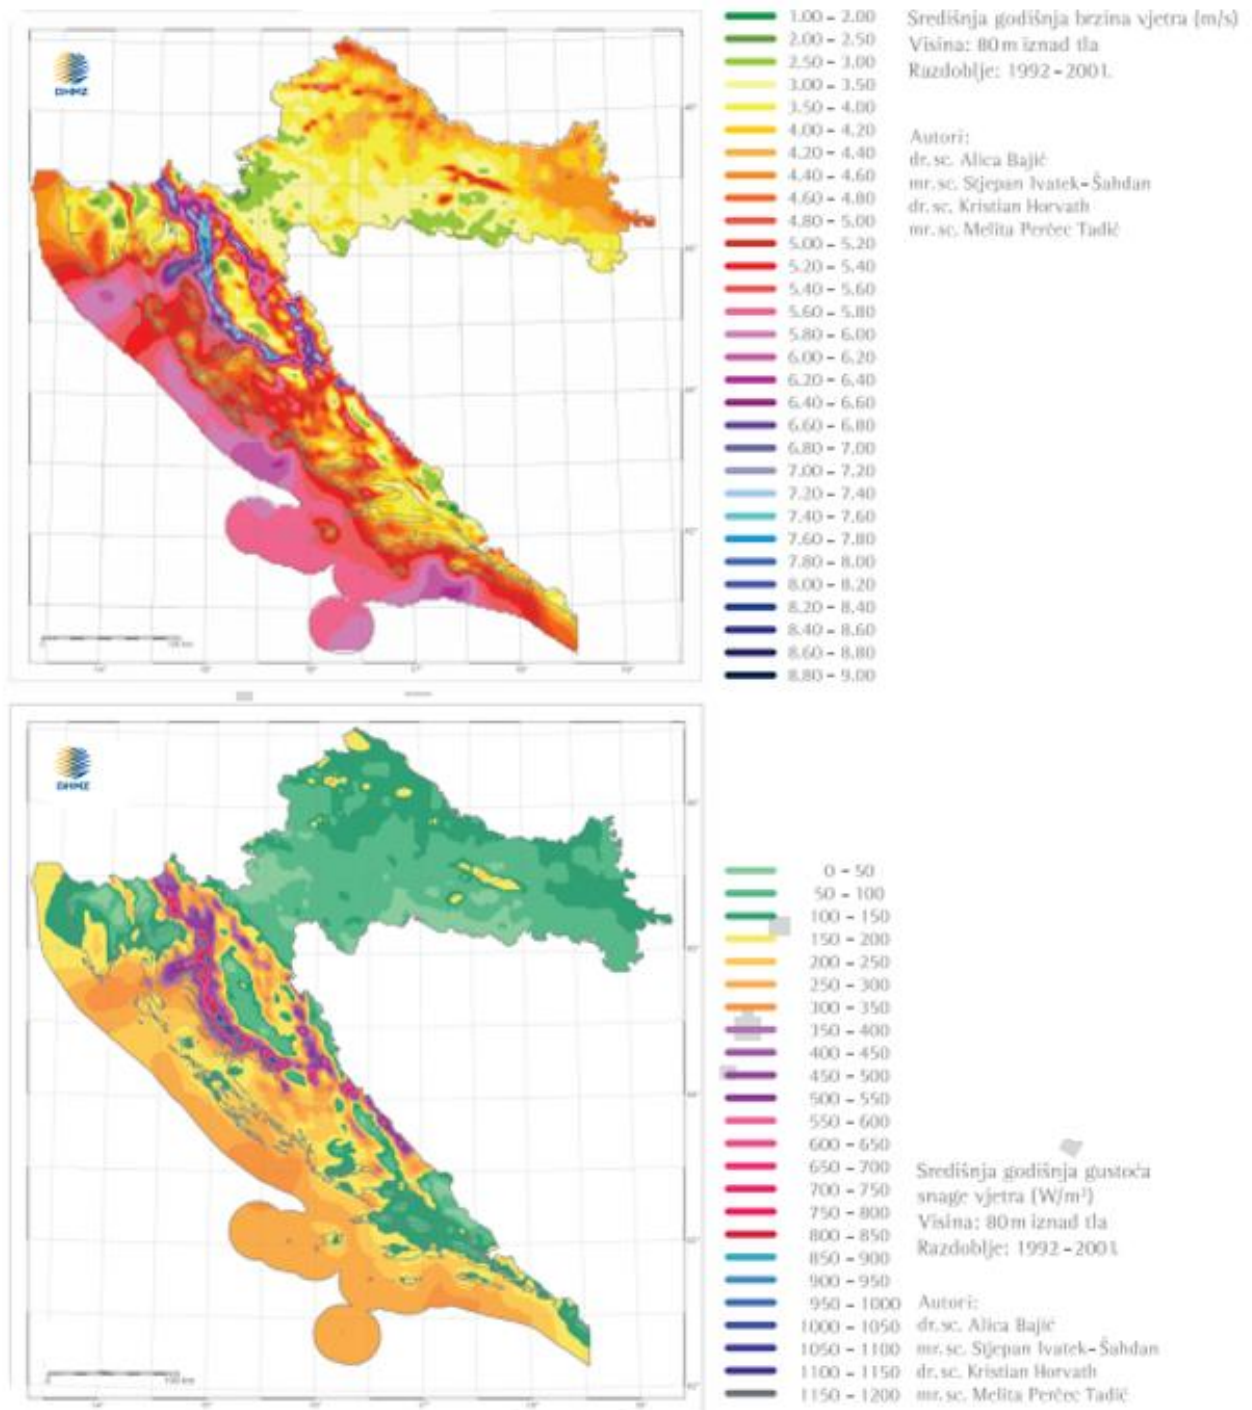 DHMZ
1.00 - 2.00
2.00 - 2.50
2.50 - 3.00
3.00 - 3.50
3.50 - 4.00
4.00 - 4.20
4.20 - 4.40
4.40 - 4.60
4.60 - 4.80
4.80 - 5.00
5.00 - 5.20
5.20 - 5.40
5.40 - 5.60
5.60 - 5.80
5.80 - 6.00
6.00 - 6.20
6.20 - 6.40
6.40 - 6.60
6.60 - 6.80
6.80 - 7.00
7.00 - 7.20
7.20 - 7.40
7.40 - 7.60
7.60 - 7.80
7.80 - 8.00
8.00 - 8.20
8.20 - 8.40
8.40 - 8.60
8.60 - 8.80
8.80 - 9.00
Središnja godišnja brzina vjetra (m/s)
Visina: 80m iznad tla
Razdoblje: 1992 - 2001.
Autori:
dr.sc. Alica Bajić
mr.sc. Stjepan Ivatek-Šahdan
dr.sc. Kristian Horvath
mr.sc. Melita Perčec Tadić
DHMZ
0 - 50
50 - 100
100 - 150
150 - 200
200 - 250
250 - 300
300 - 350
350 - 400
400 - 450
450 - 500
500 - 550
550 - 600
600 - 650
650 - 700
700 - 750
750 - 800
800 - 850
850 - 900
900 - 950
950 - 1000
1000 - 1050
1050 - 1100
1100 - 1150
1150 - 1200
Središnja godišnja gustoća
snage vjetra (W/m²)
Visina: 80m iznad tla
Razdoblje: 1992 - 2001.
Autori:
dr.sc. Alica Bajić
mr.sc. Stjepan Ivatek-Šahdan
dr.sc. Kristian Horvath
mr.sc. Melita Perčec Tadić